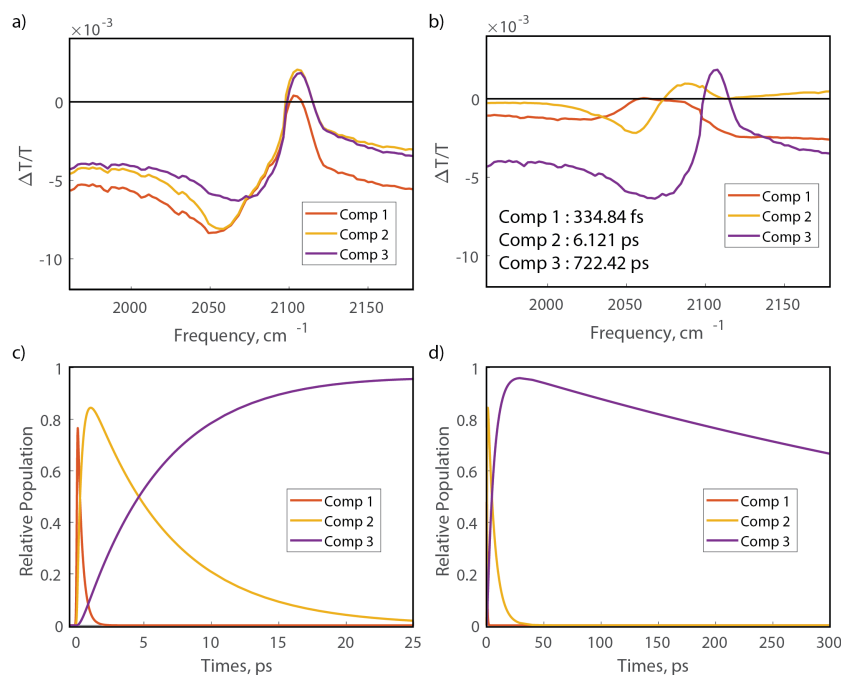 a)
×10⁻³
0
-5
-10
ΔT/T
Comp 1
Comp 2
Comp 3
2000
2050
2100
2150
Frequency, cm ⁻¹
b)
×10⁻³
0
-5
-10
ΔT/T
Comp 1
Comp 2
Comp 3
Comp 1 : 334.84 fs
Comp 2 : 6.121 ps
Comp 3 : 722.42 ps
2000
2050
2100
2150
Frequency, cm ⁻¹
c)
1
0.8
0.6
0.4
0.2
0
Relative Population
Comp 1
Comp 2
Comp 3
0
5
10
15
20
25
Times, ps
d)
1
0.8
0.6
0.4
0.2
0
Relative Population
Comp 1
Comp 2
Comp 3
0
50
100
150
200
250
300
Times, ps